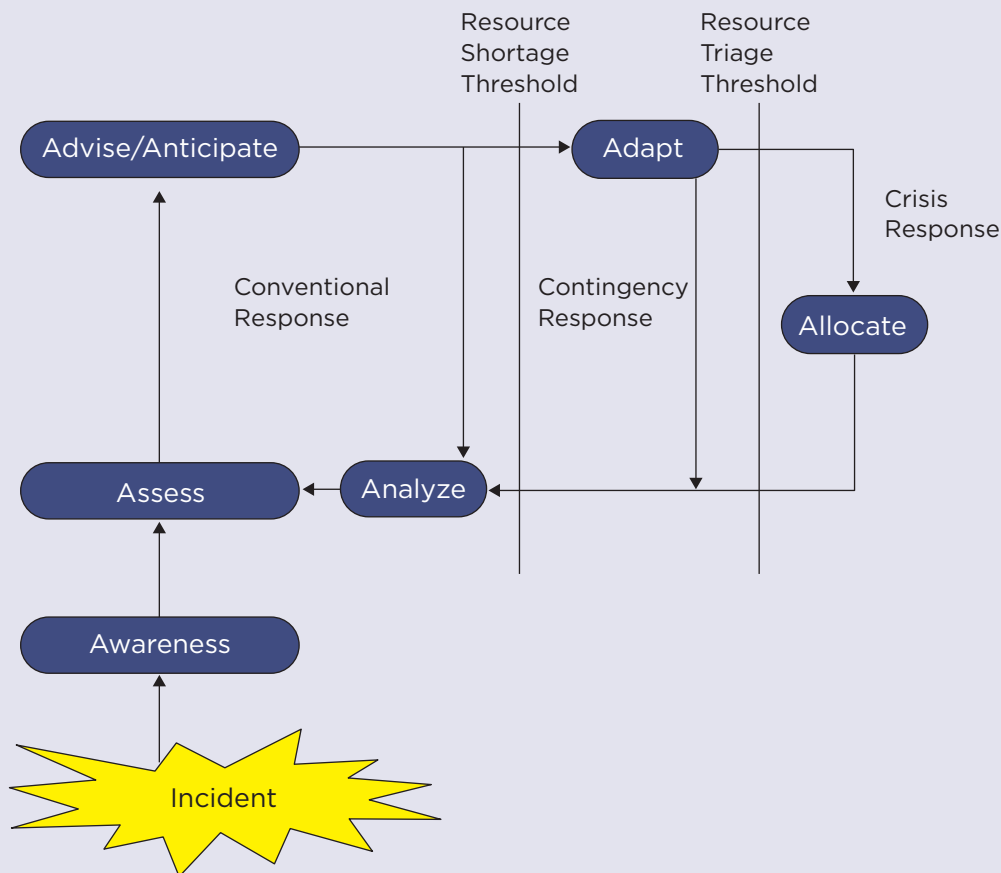 Resource
Shortage
Threshold
Resource
Triage
Threshold
Advise/Anticipate
Adapt
Crisis
Response
Conventional
Response
Contingency
Response
Allocate
Assess
Analyze
Awareness
Incident